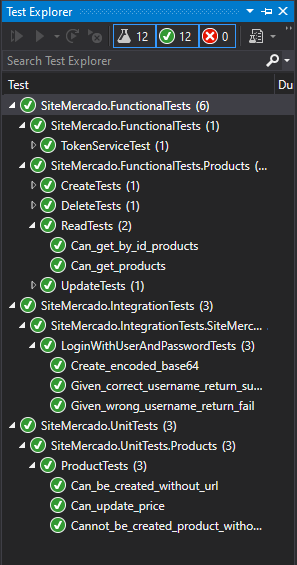 Test Explorer
12 12 0
Search Test Explorer
Test Du
SiteMercado.FunctionalTests (6)
SiteMercado.FunctionalTests (1)
TokenServiceTest (1)
SiteMercado.FunctionalTests.Products (...
CreateTests (1)
DeleteTests (1)
ReadTests (2)
Can_get_by_id_products
Can_get_products
UpdateTests (1)
SiteMercado.IntegrationTests (3)
SiteMercado.IntegrationTests.SiteMerc...
LoginWithUserAndPasswordTests (3)
Create_encoded_base64
Given_correct_username_return_su...
Given_wrong_username_return_fail
SiteMercado.UnitTests (3)
SiteMercado.UnitTests.Products (3)
ProductTests (3)
Can_be_created_without_url
Can_update_price
Cannot_be_created_product_witho...